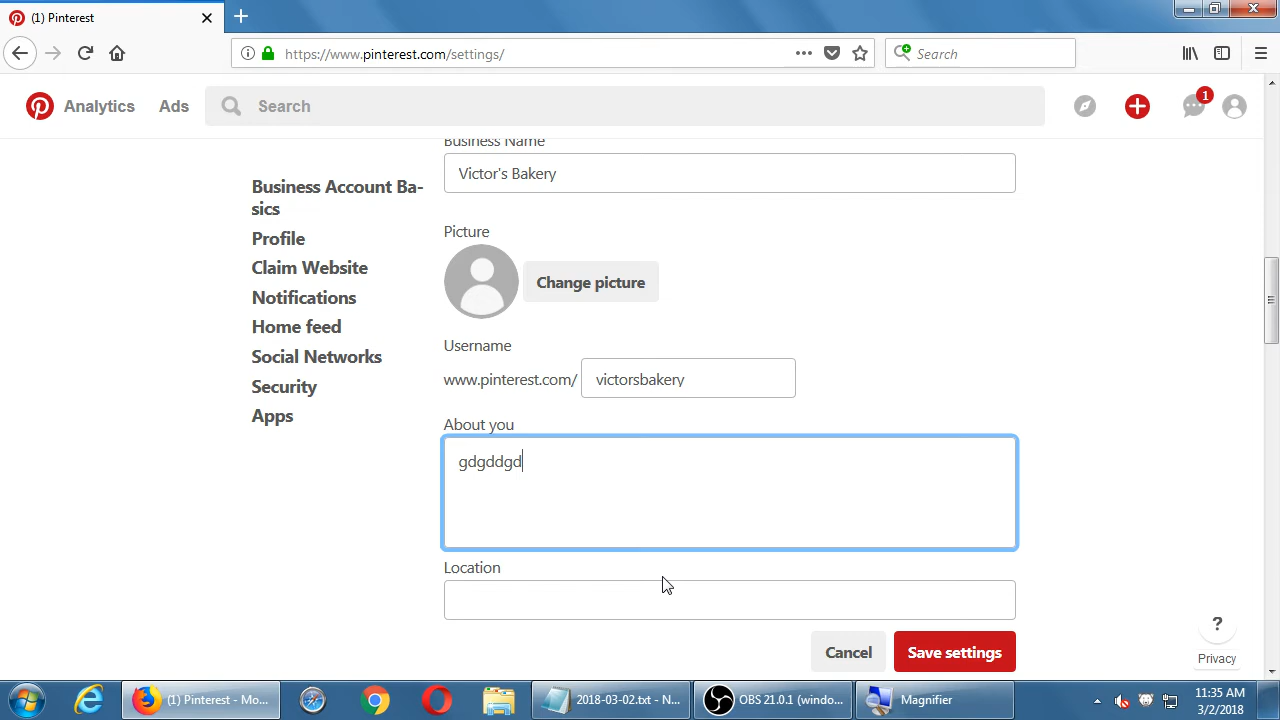 (1) Pinterest
https://www.pinterest.com/settings/
Search
Analytics
Ads
Search
1
Business Name
Victor's Bakery
Business Account Ba-
sics
Profile
Claim Website
Notifications
Home feed
Social Networks
Security
Apps
Picture
Change picture
Username
www.pinterest.com/
victorsbakery
About you
gdgddgd
Location
Cancel
Save settings
?
Privacy
(1) Pinterest - Mo...
2018-03-02.txt - N...
OBS 21.0.1 (windo...
Magnifier
11:35 AM
3/2/2018